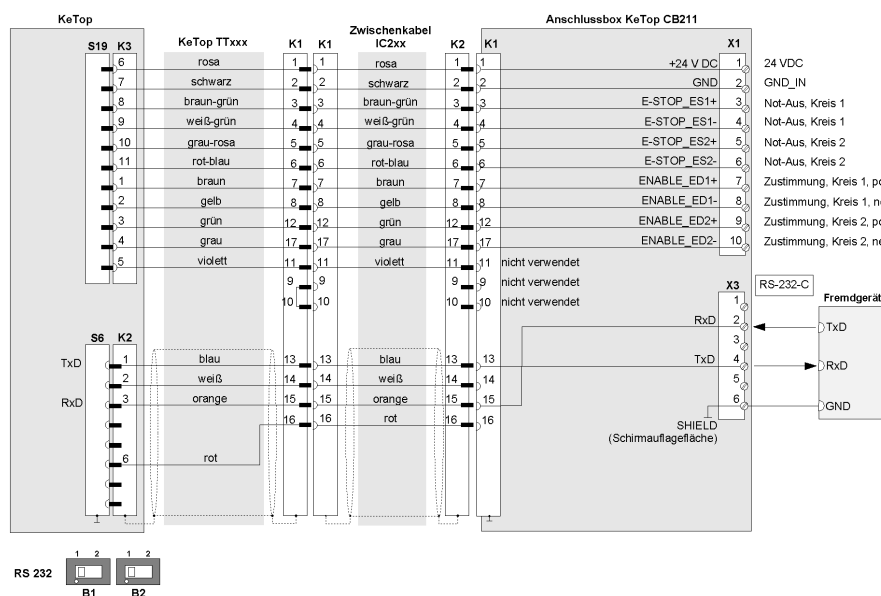 KeTop
Anschlussbox KeTop CB211
Zwischenkabel
IC2xx
S19 K3 KeTop TTxxx K1 K1 K2 K1 X1
6 rosa 1 1 rosa 1 1 +24 V DC 1 24 VDC
7 schwarz 2 2 schwarz 2 2 GND 2 GND_IN
8 braun-grün 3 3 braun-grün 3 3 E-STOP_ES1+ 3 Not-Aus, Kreis 1
9 weiß-grün 4 4 weiß-grün 4 4 E-STOP_ES1- 4 Not-Aus, Kreis 1
10 grau-rosa 5 5 grau-rosa 5 5 E-STOP_ES2+ 5 Not-Aus, Kreis 2
11 rot-blau 6 6 rot-blau 6 6 E-STOP_ES2- 6 Not-Aus, Kreis 2
1 braun 7 7 braun 7 7 ENABLE_ED1+ 7 Zustimmung, Kreis 1, po
2 gelb 8 8 gelb 8 8 ENABLE_ED1- 8 Zustimmung, Kreis 1, ne
3 grün 12 12 grün 12 12 ENABLE_ED2+ 9 Zustimmung, Kreis 2, po
4 grau 17 17 grau 17 17 ENABLE_ED2- 10 Zustimmung, Kreis 2, ne
5 violett 11 11 violett 11 11 nicht verwendet
9 9 9 9 nicht verwendet
10 10 10 10 nicht verwendet
X3 RS-232-C
Fremdgerät
1
RxD 2 TxD
3
S6 K2
TxD 1 blau 13 13 blau 13 13 TxD 4 RxD
2 weiß 14 14 weiß 14 14 5
RxD 3 orange 15 15 orange 15 15 6 GND
16 16 rot 16 16 SHIELD
(Schirmauflagefläche)
6 rot
1 2 1 2
RS 232
B1 B2